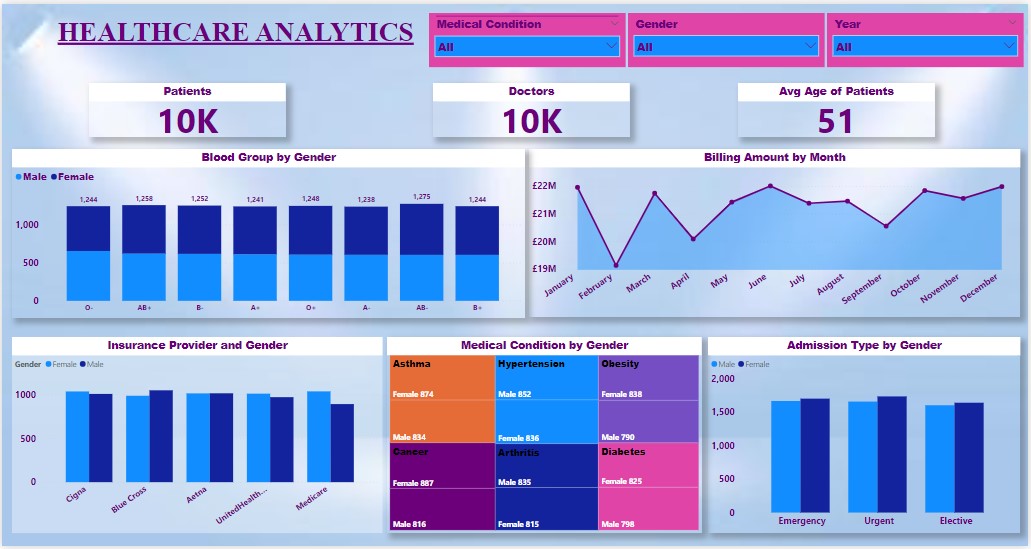 HEALTHCARE ANALYTICS
Medical Condition
All
Gender
All
Year
All
Patients
10K
Doctors
10K
Avg Age of Patients
51
Blood Group by Gender
Male Female
1,000
500
0
1,244 1,258 1,252 1,241 1,248 1,238 1,275 1,244
O- AB+ B- A+ O+ A- AB- B+
Billing Amount by Month
£22M
£21M
£20M
£19M
January February March April May June July August September October November December
Insurance Provider and Gender
Gender Female Male
1000
500
0
Cigna Blue Cross Aetna UnitedHealth... Medicare
Medical Condition by Gender
Asthma
Female 874
Male 834
Hypertension
Male 852
Female 836
Obesity
Female 838
Male 790
Cancer
Female 887
Male 816
Arthritis
Male 835
Female 815
Diabetes
Female 825
Male 798
Admission Type by Gender
Male Female
2,000
1,500
1,000
500
0
Emergency Urgent Elective